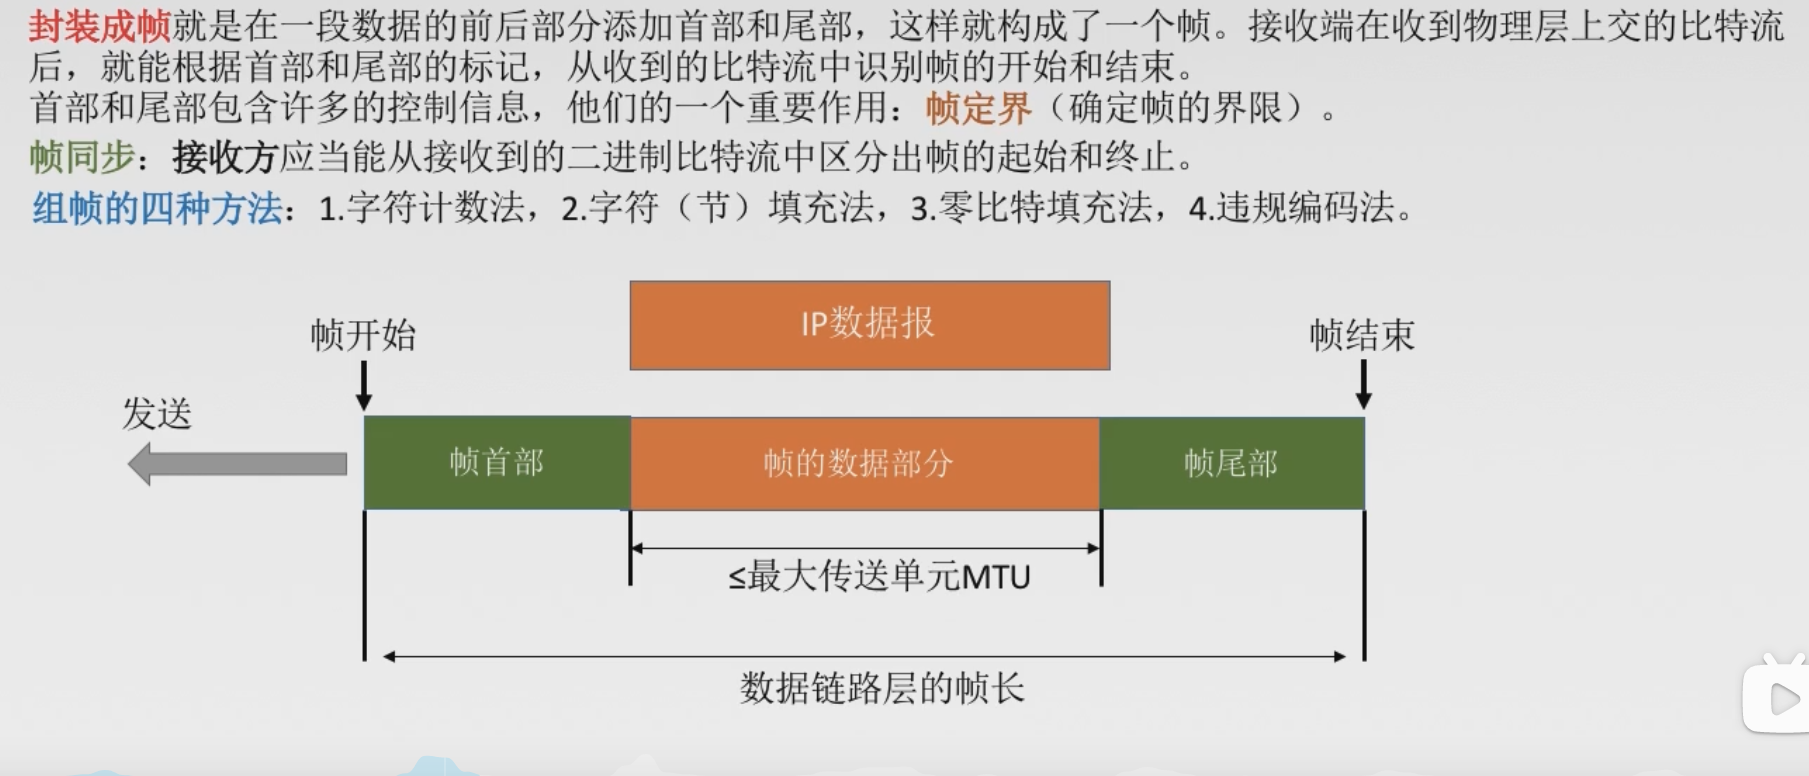 封装成帧就是在一段数据的前后部分添加首部和尾部，这样就构成了一个帧。接收端在收到物理层上交的比特流
后，就能根据首部和尾部的标记，从收到的比特流中识别帧的开始和结束。
首部和尾部包含许多的控制信息，他们的一个重要作用：帧定界（确定帧的界限）。
帧同步：接收方应当能从接收到的二进制比特流中区分出帧的起始和终止。
组帧的四种方法：1.字符计数法，2.字符（节）填充法，3.零比特填充法，4.违规编码法。
IP数据报
帧开始
帧结束
发送
帧首部
帧的数据部分
帧尾部
≤最大传送单元MTU
数据链路层的帧长